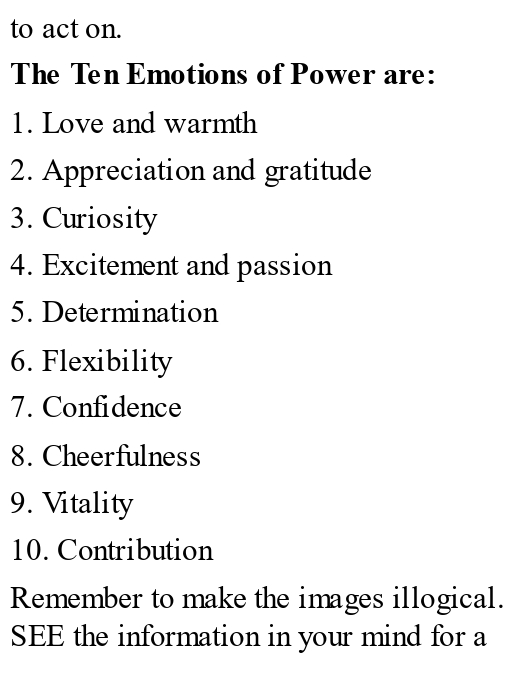 to act on.
The Ten Emotions of Power are:
1. Love and warmth
2. Appreciation and gratitude
3. Curiosity
4. Excitement and passion
5. Determination
6. Flexibility
7. Confidence
8. Cheerfulness
9. Vitality
10. Contribution
Remember to make the images illogical.
SEE the information in your mind for a